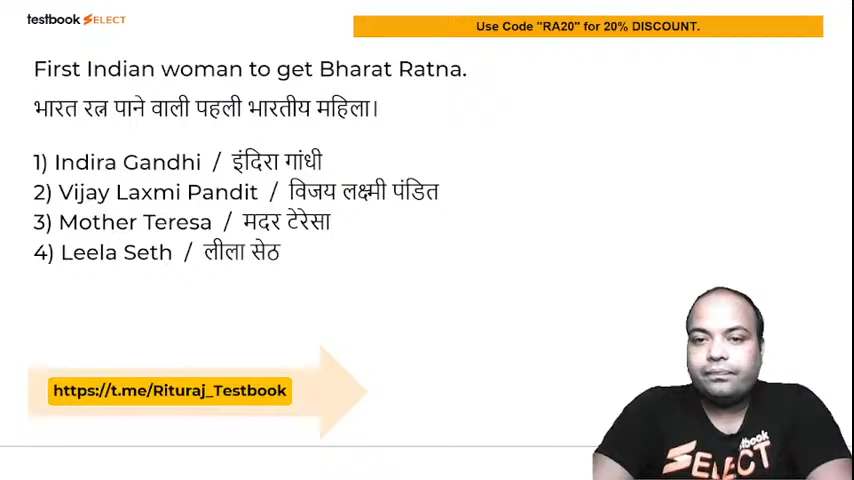 testbook SELECT
Use Code "RA20" for 20% DISCOUNT.
First Indian woman to get Bharat Ratna.
भारत रत्न पाने वाली पहली भारतीय महिला।
1) Indira Gandhi / इंदिरा गांधी
2) Vijay Laxmi Pandit / विजय लक्ष्मी पंडित
3) Mother Teresa / मदर टेरेसा
4) Leela Seth / लीला सेठ
https://t.me/Rituraj_Testbook
tbook
SELECT